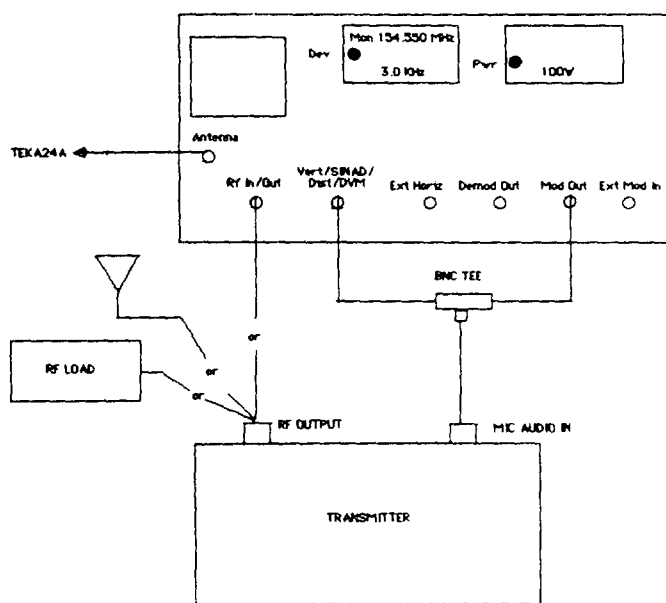 Mon 154.550 MHz
Dev
3.0 KHz
Pwr
100W
Antenna
TEKA24A
Rf In/Out
Vert/SINAD/
Dist/DVM
Ext Horiz
Demod Out
Mod Out
Ext Mod In
BNC TEE
or
RF LOAD
or
or
RF OUTPUT
MIC AUDIO IN
TRANSMITTER